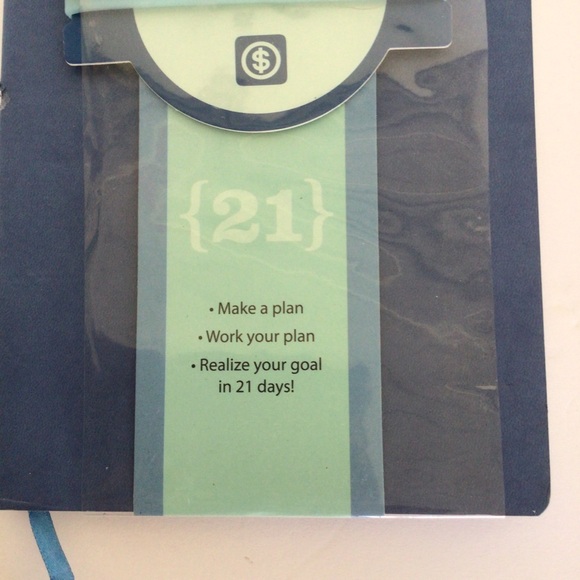 $
{21}
• Make a plan
• Work your plan
• Realize your goal
in 21 days!